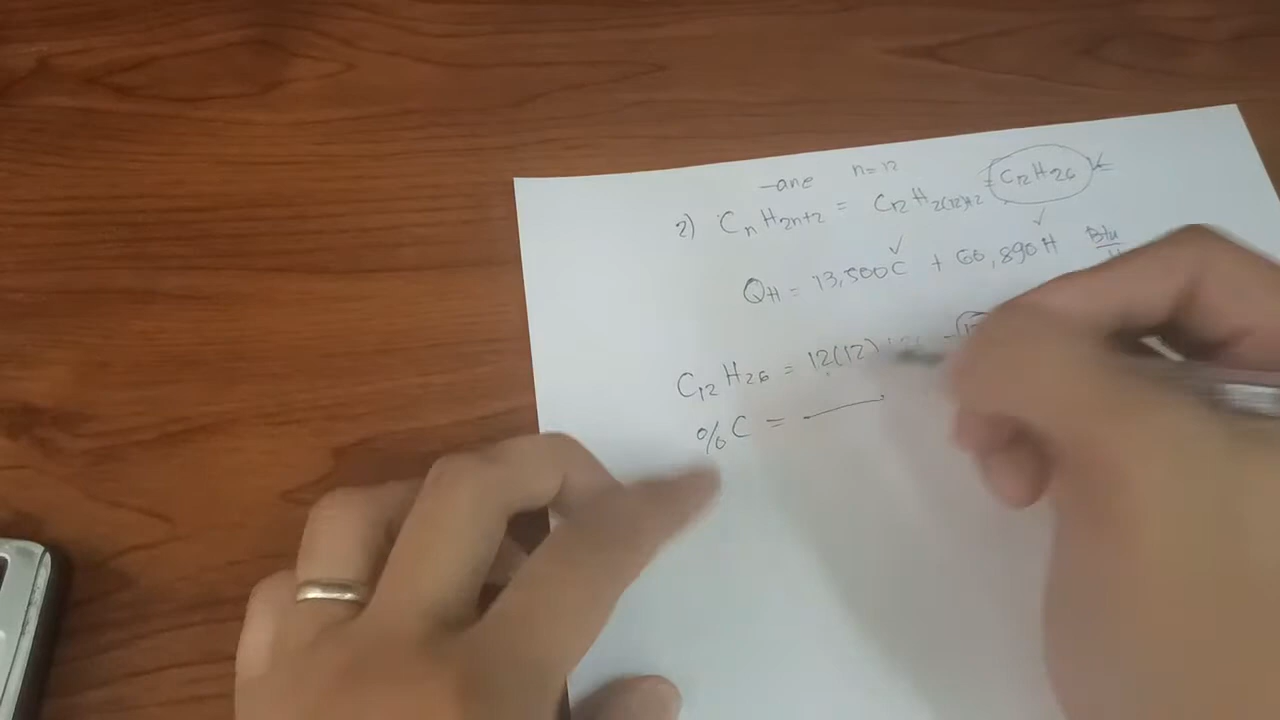 -ane n=12
2) CnH2n+2 = C12H2(12)+2 = C12H26
QH = 13,500C + 60,890H Btu
C12H26 = 12(12)
%C =